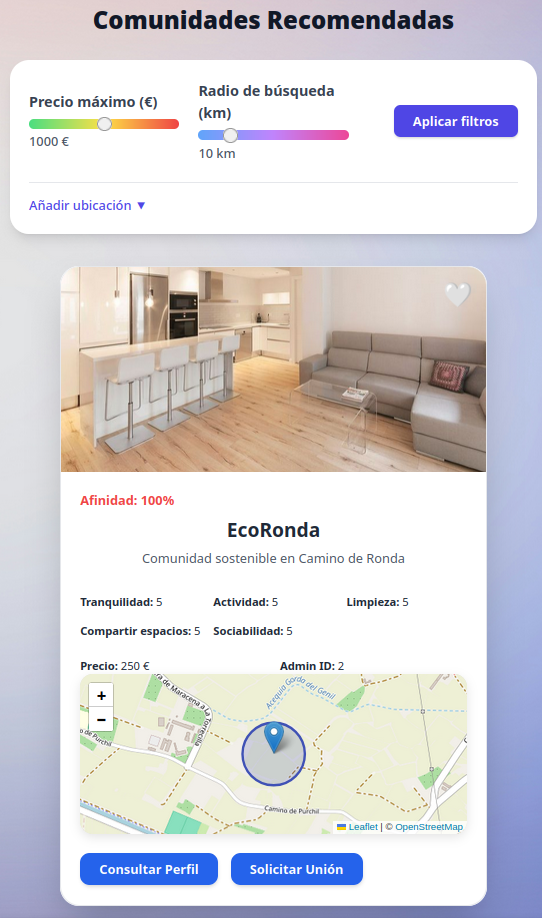 Comunidades Recomendadas
Precio máximo (€)
1000 €
Radio de búsqueda
(km)
10 km
Aplicar filtros
Añadir ubicación ▼
Afinidad: 100%
EcoRonda
Comunidad sostenible en Camino de Ronda
Tranquilidad: 5 Actividad: 5 Limpieza: 5
Compartir espacios: 5 Sociabilidad: 5
Precio: 250 € Admin ID: 2
+
−
ra de Maracena a La Torrecilla
Acequia Gorda del Genil
o de Purchil
Camino de Purchil
Leaflet | © OpenStreetMap
Consultar Perfil Solicitar Unión